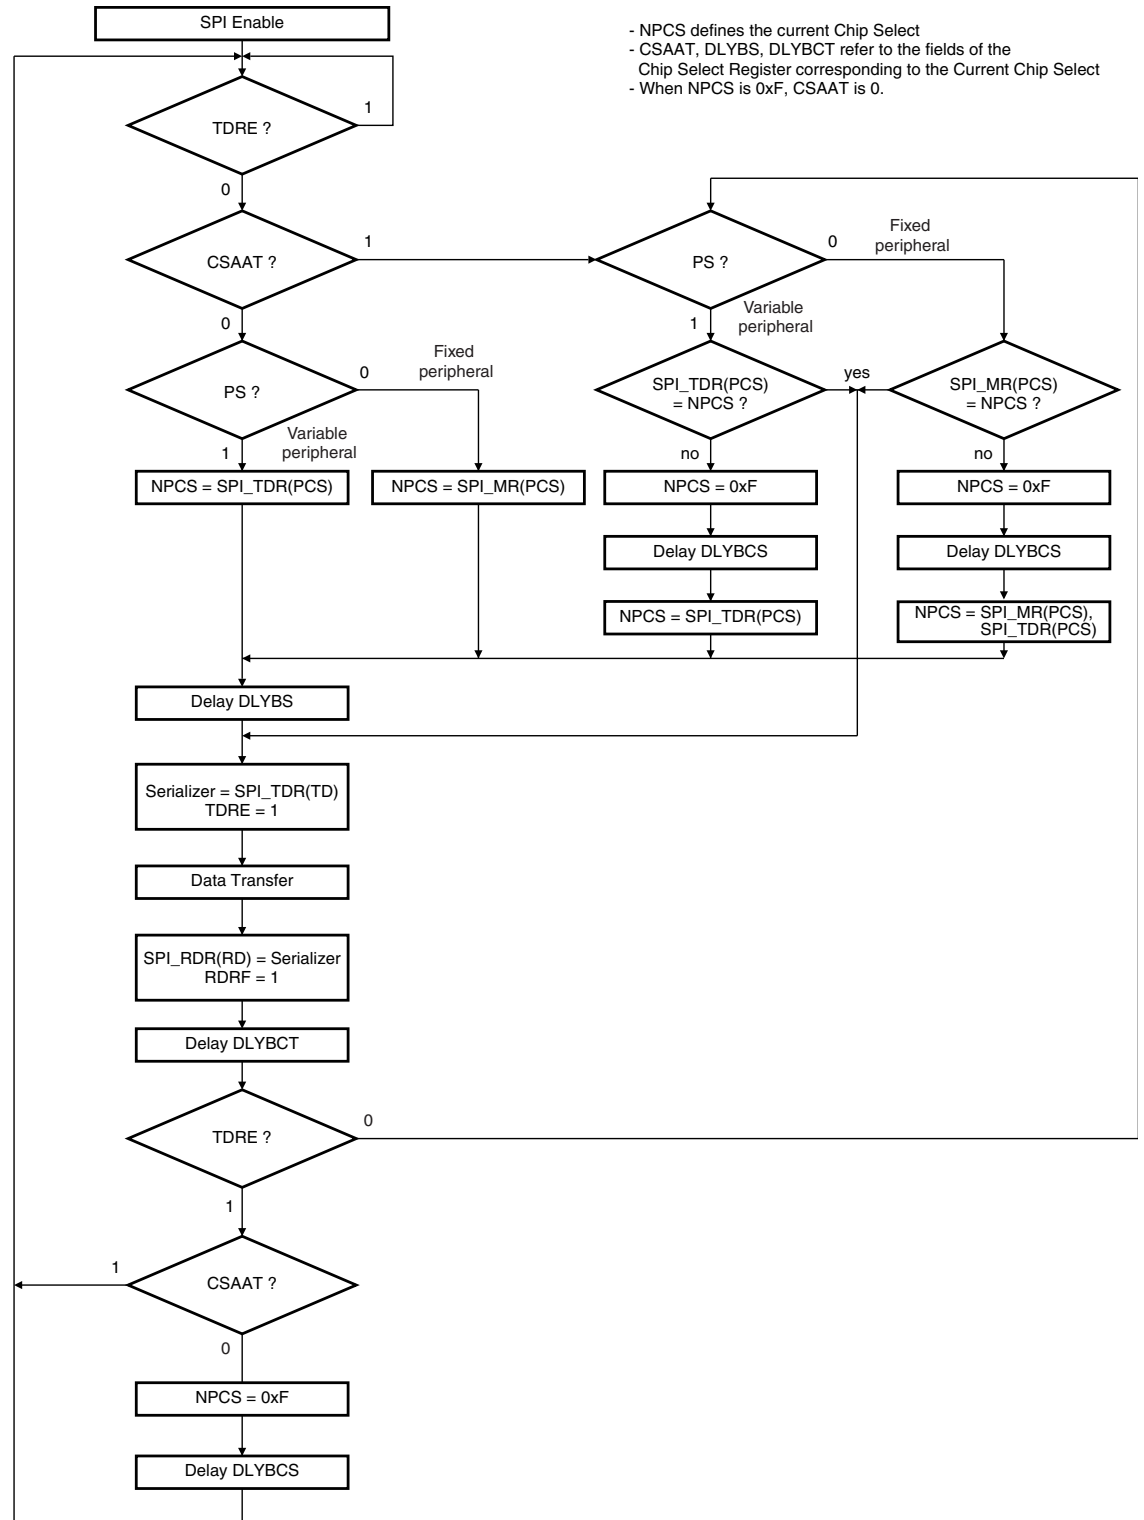 SPI Enable
- NPCS defines the current Chip Select
- CSAAT, DLYBS, DLYBCT refer to the fields of the
Chip Select Register corresponding to the Current Chip Select
- When NPCS is 0xF, CSAAT is 0.
1
TDRE ?
0
CSAAT ?
1
PS ?
0
Fixed
peripheral
0
1
Variable
peripheral
PS ?
0
Fixed
peripheral
SPI_TDR(PCS)
= NPCS ?
yes
SPI_MR(PCS)
= NPCS ?
1
Variable
peripheral
no
no
NPCS = SPI_TDR(PCS)
NPCS = SPI_MR(PCS)
NPCS = 0xF
NPCS = 0xF
Delay DLYBCS
Delay DLYBCS
NPCS = SPI_TDR(PCS)
NPCS = SPI_MR(PCS),
SPI_TDR(PCS)
Delay DLYBS
Serializer = SPI_TDR(TD)
TDRE = 1
Data Transfer
SPI_RDR(RD) = Serializer
RDRF = 1
Delay DLYBCT
TDRE ?
0
1
1
CSAAT ?
0
NPCS = 0xF
Delay DLYBCS